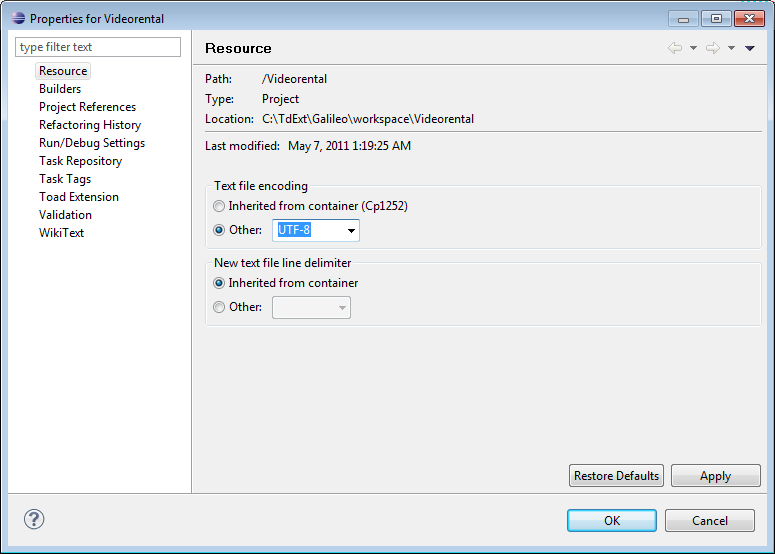 Properties for Videorental
type filter text
Resource
Builders
Project References
Refactoring History
Run/Debug Settings
Task Repository
Task Tags
Toad Extension
Validation
WikiText
Resource
Path: /Videorental
Type: Project
Location: C:\TdExt\Galileo\workspace\Videorental
Last modified: May 7, 2011 1:19:25 AM
Text file encoding
Inherited from container (Cp1252)
Other: UTF-8
New text file line delimiter
Inherited from container
Other:
Restore Defaults Apply
? OK Cancel